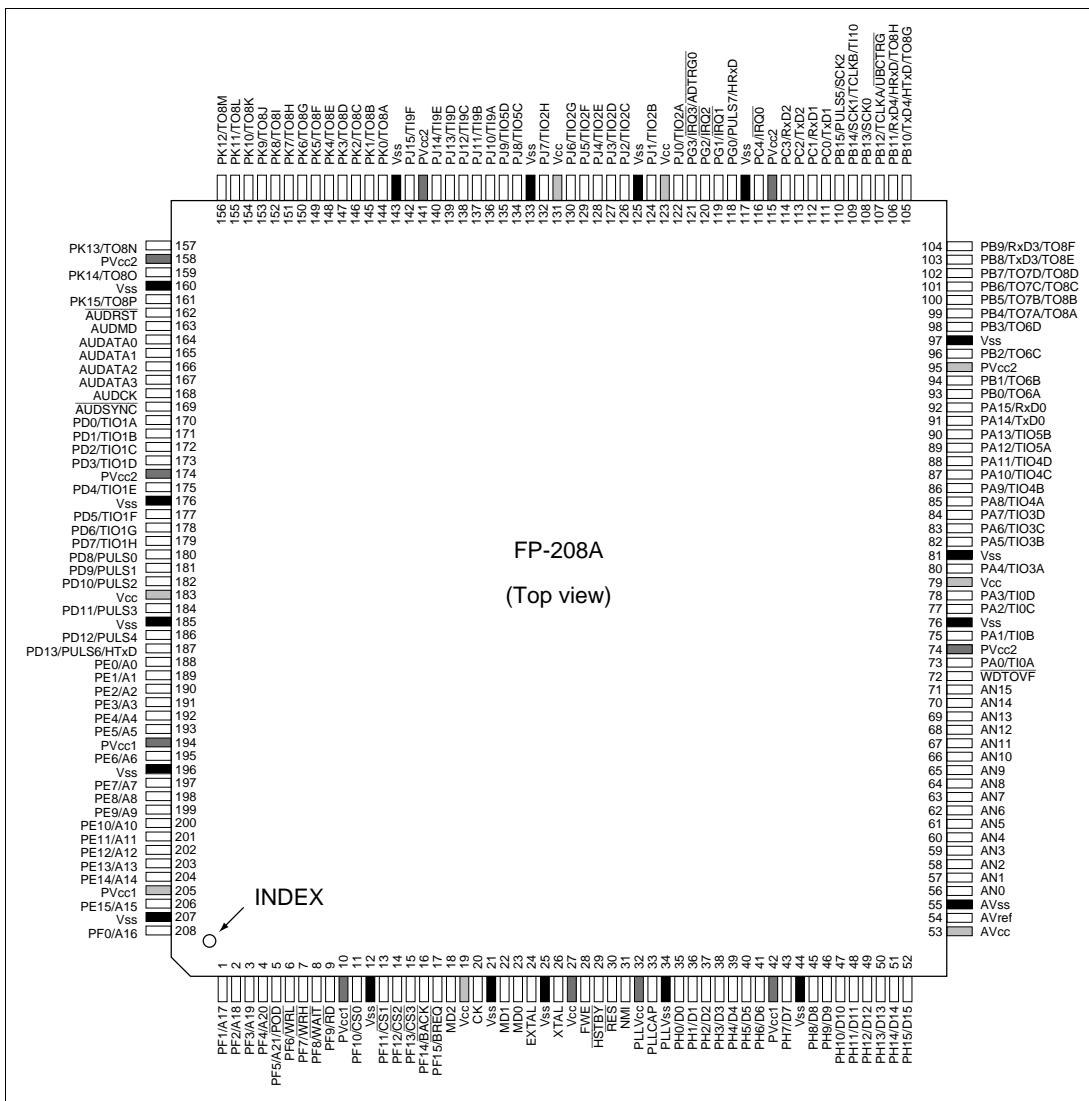 PK12/TO8M
PK11/TO8L
PK10/TO8K
PK9/TO8J
PK8/TO8I
PK7/TO8H
PK6/TO8G
PK5/TO8F
PK4/TO8E
PK3/TO8D
PK2/TO8C
PK1/TO8B
PK0/TO8A
Vss
PJ15/TI9F
PVcc2
PJ14/TI9E
PJ13/TI9D
PJ12/TI9C
PJ11/TI9B
PJ10/TI9A
PJ9/TIO5D
PJ8/TIO5C
Vss
PJ7/TIO2H
Vcc
PJ6/TIO2G
PJ5/TIO2F
PJ4/TIO2E
PJ3/TIO2D
PJ2/TIO2C
Vss
PJ1/TIO2B
Vcc
PJ0/TIO2A
PG3/IRQ3/ADTRG0
PG2/IRQ2
PG1/IRQ1
PG0/PULS7/HRxD
Vss
PC4/IRQ0
PVcc2
PC3/RxD2
PC2/TxD2
PC1/RxD1
PC0/TxD1
PB15/PULS5/SCK2
PB14/SCK1/TCLKB/TI10
PB13/SCK0
PB12/TCLKA/UBCTRG
PB11/RxD4/HRxD/TO8H
PB10/TxD4/HTxD/TO8G
156 155 154 153 152 151 150 149 148 147 146 145 144 143 142 141 140 139 138 137 136 135 134 133 132 131 130 129 128 127 126 125 124 123 122 121 120 119 118 117 116 115 114 113 112 111 110 109 108 107 106 105
PK13/TO8N 157
PVcc2 158
PK14/TO8O 159
Vss 160
PK15/TO8P 161
AUDRST 162
AUDMD 163
AUDATA0 164
AUDATA1 165
AUDATA2 166
AUDATA3 167
AUDCK 168
AUDSYNC 169
PD0/TIO1A 170
PD1/TIO1B 171
PD2/TIO1C 172
PD3/TIO1D 173
PVcc2 174
PD4/TIO1E 175
Vss 176
PD5/TIO1F 177
PD6/TIO1G 178
PD7/TIO1H 179
PD8/PULS0 180
PD9/PULS1 181
PD10/PULS2 182
Vcc 183
PD11/PULS3 184
Vss 185
PD12/PULS4 186
PD13/PULS6/HTxD 187
PE0/A0 188
PE1/A1 189
PE2/A2 190
PE3/A3 191
PE4/A4 192
PE5/A5 193
PVcc1 194
PE6/A6 195
Vss 196
PE7/A7 197
PE8/A8 198
PE9/A9 199
PE10/A10 200
PE11/A11 201
PE12/A12 202
PE13/A13 203
PE14/A14 204
PVcc1 205
PE15/A15 206
Vss 207
PF0/A16 208
FP-208A
(Top view)
INDEX
104 PB9/RxD3/TO8F
103 PB8/TxD3/TO8E
102 PB7/TO7D/TO8D
101 PB6/TO7C/TO8C
100 PB5/TO7B/TO8B
99 PB4/TO7A/TO8A
98 PB3/TO6D
97 Vss
96 PB2/TO6C
95 PVcc2
94 PB1/TO6B
93 PB0/TO6A
92 PA15/RxD0
91 PA14/TxD0
90 PA13/TIO5B
89 PA12/TIO5A
88 PA11/TIO4D
87 PA10/TIO4C
86 PA9/TIO4B
85 PA8/TIO4A
84 PA7/TIO3D
83 PA6/TIO3C
82 PA5/TIO3B
81 Vss
80 PA4/TIO3A
79 Vcc
78 PA3/TI0D
77 PA2/TI0C
76 Vss
75 PA1/TI0B
74 PVcc2
73 PA0/TI0A
72 WDTOVF
71 AN15
70 AN14
69 AN13
68 AN12
67 AN11
66 AN10
65 AN9
64 AN8
63 AN7
62 AN6
61 AN5
60 AN4
59 AN3
58 AN2
57 AN1
56 AN0
55 AVss
54 AVref
53 AVcc
1 2 3 4 5 6 7 8 9 10 11 12 13 14 15 16 17 18 19 20 21 22 23 24 25 26 27 28 29 30 31 32 33 34 35 36 37 38 39 40 41 42 43 44 45 46 47 48 49 50 51 52
PF1/A17
PF2/A18
PF3/A19
PF4/A20
PF5/A21/POD
PF6/WRL
PF7/WRH
PF8/WAIT
PF9/RD
PVcc1
PF10/CS0
Vss
PF11/CS1
PF12/CS2
PF13/CS3
PF14/BACK
PF15/BREQ
MD2
Vcc
CK
Vss
MD1
MD0
EXTAL
Vss
XTAL
Vcc
FWE
HSTBY
RES
NMI
PLLVcc
PLLCAP
PLLVss
PH0/D0
PH1/D1
PH2/D2
PH3/D3
PH4/D4
PH5/D5
PH6/D6
PVcc1
PH7/D7
Vss
PH8/D8
PH9/D9
PH10/D10
PH11/D11
PH12/D12
PH13/D13
PH14/D14
PH15/D15